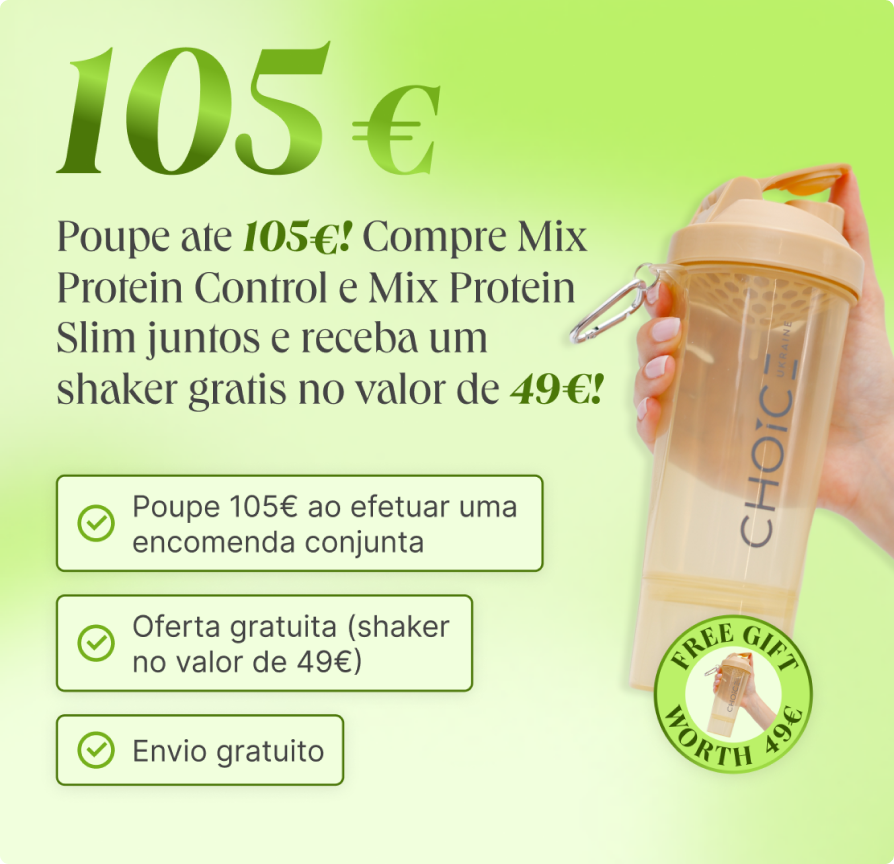 105 €
Poupe ate 105€! Compre Mix
Protein Control e Mix Protein
Slim juntos e receba um
shaker gratis no valor de 49€!
Poupe 105€ ao efetuar uma
encomenda conjunta
Oferta gratuita (shaker
no valor de 49€)
Envio gratuito
CHOICE
UKRAINE
FREE GIFT
WORTH 49€
CHOICE